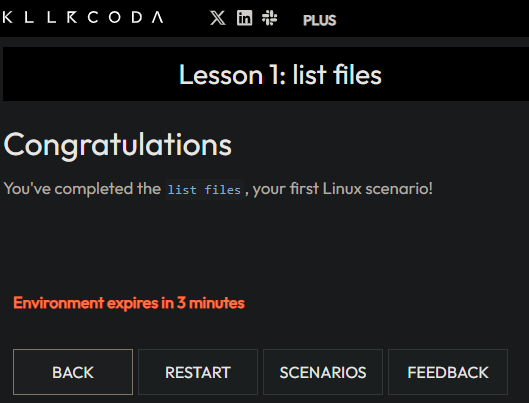 KLLRCODA PLUS
Lesson 1: list files
Congratulations
You've completed the list files, your first Linux scenario!
Environment expires in 3 minutes
BACK RESTART SCENARIOS FEEDBACK